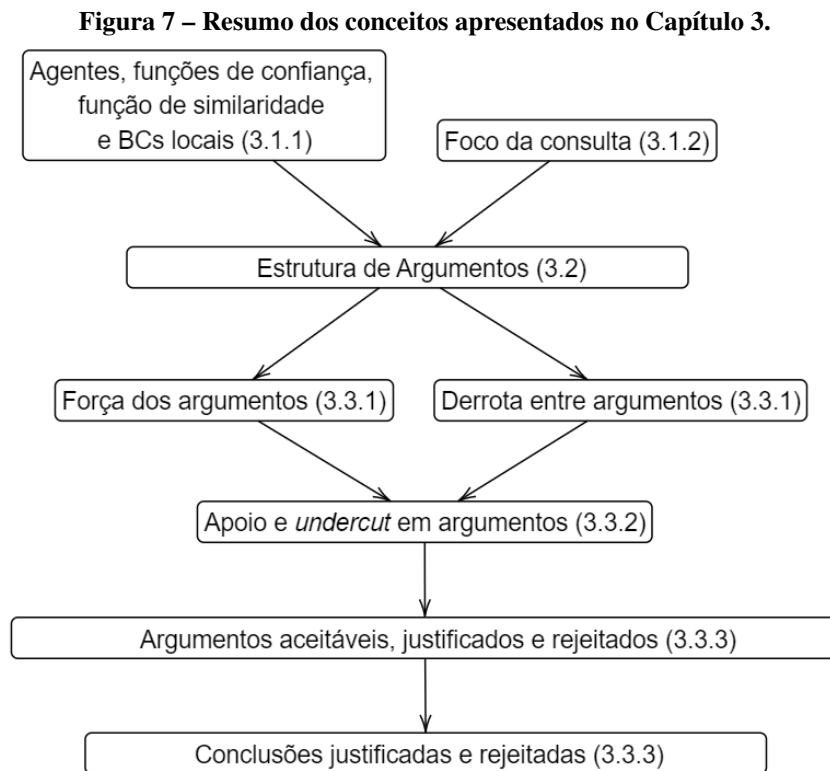 Figura 7 – Resumo dos conceitos apresentados no Capítulo 3.
Agentes, funções de confiança,
função de similaridade
e BCs locais (3.1.1)
Foco da consulta (3.1.2)
Estrutura de Argumentos (3.2)
Força dos argumentos (3.3.1)
Derrota entre argumentos (3.3.1)
Apoio e undercut em argumentos (3.3.2)
Argumentos aceitáveis, justificados e rejeitados (3.3.3)
Conclusões justificadas e rejeitadas (3.3.3)